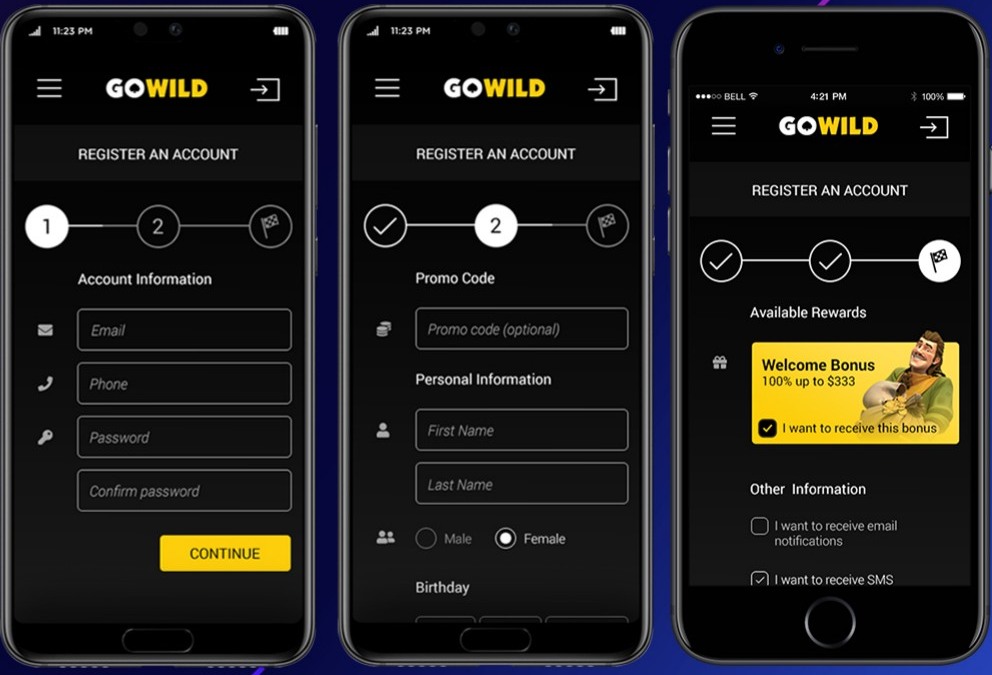 11:23 PM
GOWILD
REGISTER AN ACCOUNT
1
2
Account Information
Email
Phone
Password
Confirm password
CONTINUE
11:23 PM
GOWILD
REGISTER AN ACCOUNT
2
Promo Code
Promo code (optional)
Personal Information
First Name
Last Name
Male
Female
Birthday
BELL
4:21 PM
100%
GOWILD
REGISTER AN ACCOUNT
Available Rewards
Welcome Bonus
100% up to $333
I want to receive this bonus
Other Information
I want to receive email
notifications
I want to receive SMS